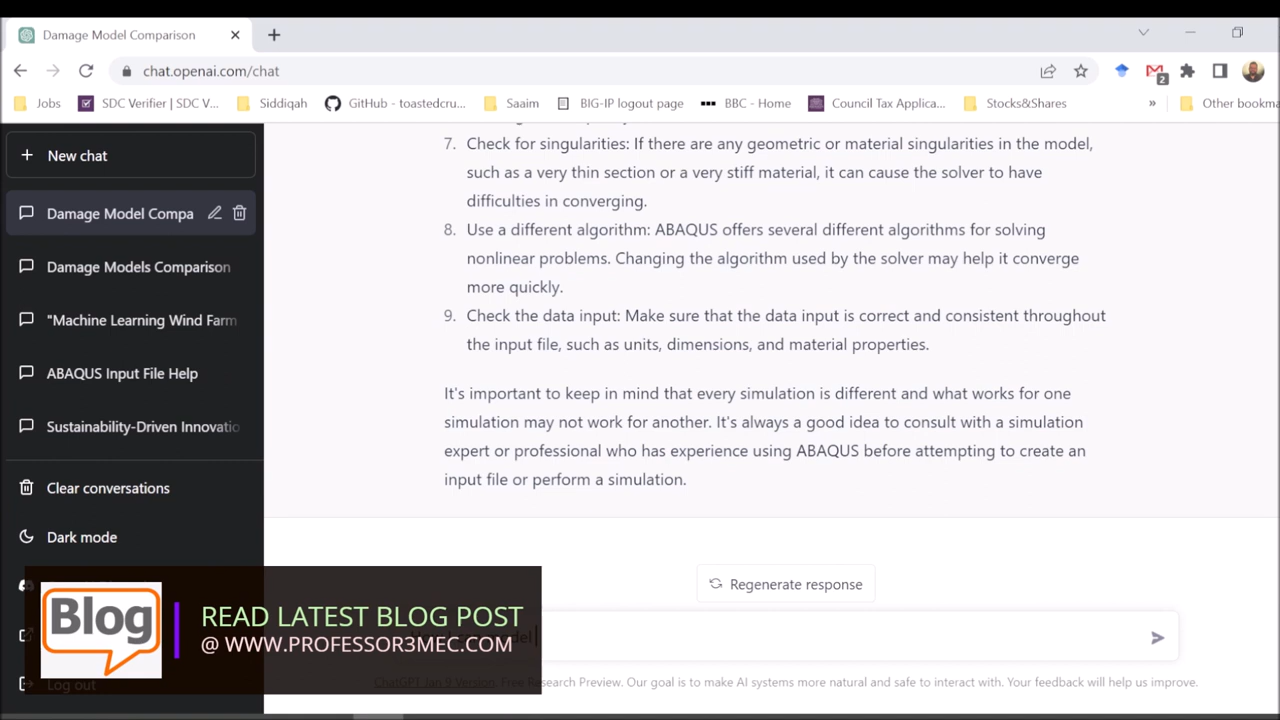 Damage Model Comparison
chat.openai.com/chat
2
Jobs
SDC Verifier | SDC V...
Siddiqah
GitHub - toastedcru...
Saaim
BIG-IP logout page
BBC - Home
Council Tax Applica...
Stocks&Shares
»
Other bookma
New chat
Damage Model Compa
Damage Models Comparison
"Machine Learning Wind Farm
ABAQUS Input File Help
Sustainability-Driven Innovatio
Clear conversations
Dark mode
Log out
7. Check for singularities: If there are any geometric or material singularities in the model,
such as a very thin section or a very stiff material, it can cause the solver to have
difficulties in converging.
8. Use a different algorithm: ABAQUS offers several different algorithms for solving
nonlinear problems. Changing the algorithm used by the solver may help it converge
more quickly.
9. Check the data input: Make sure that the data input is correct and consistent throughout
the input file, such as units, dimensions, and material properties.
It's important to keep in mind that every simulation is different and what works for one
simulation may not work for another. It's always a good idea to consult with a simulation
expert or professional who has experience using ABAQUS before attempting to create an
input file or perform a simulation.
Regenerate response
model
ChatGPT Jan 9 Version. Free Research Preview. Our goal is to make AI systems more natural and safe to interact with. Your feedback will help us improve.
Blog
READ LATEST BLOG POST
@ WWW.PROFESSOR3MEC.COM